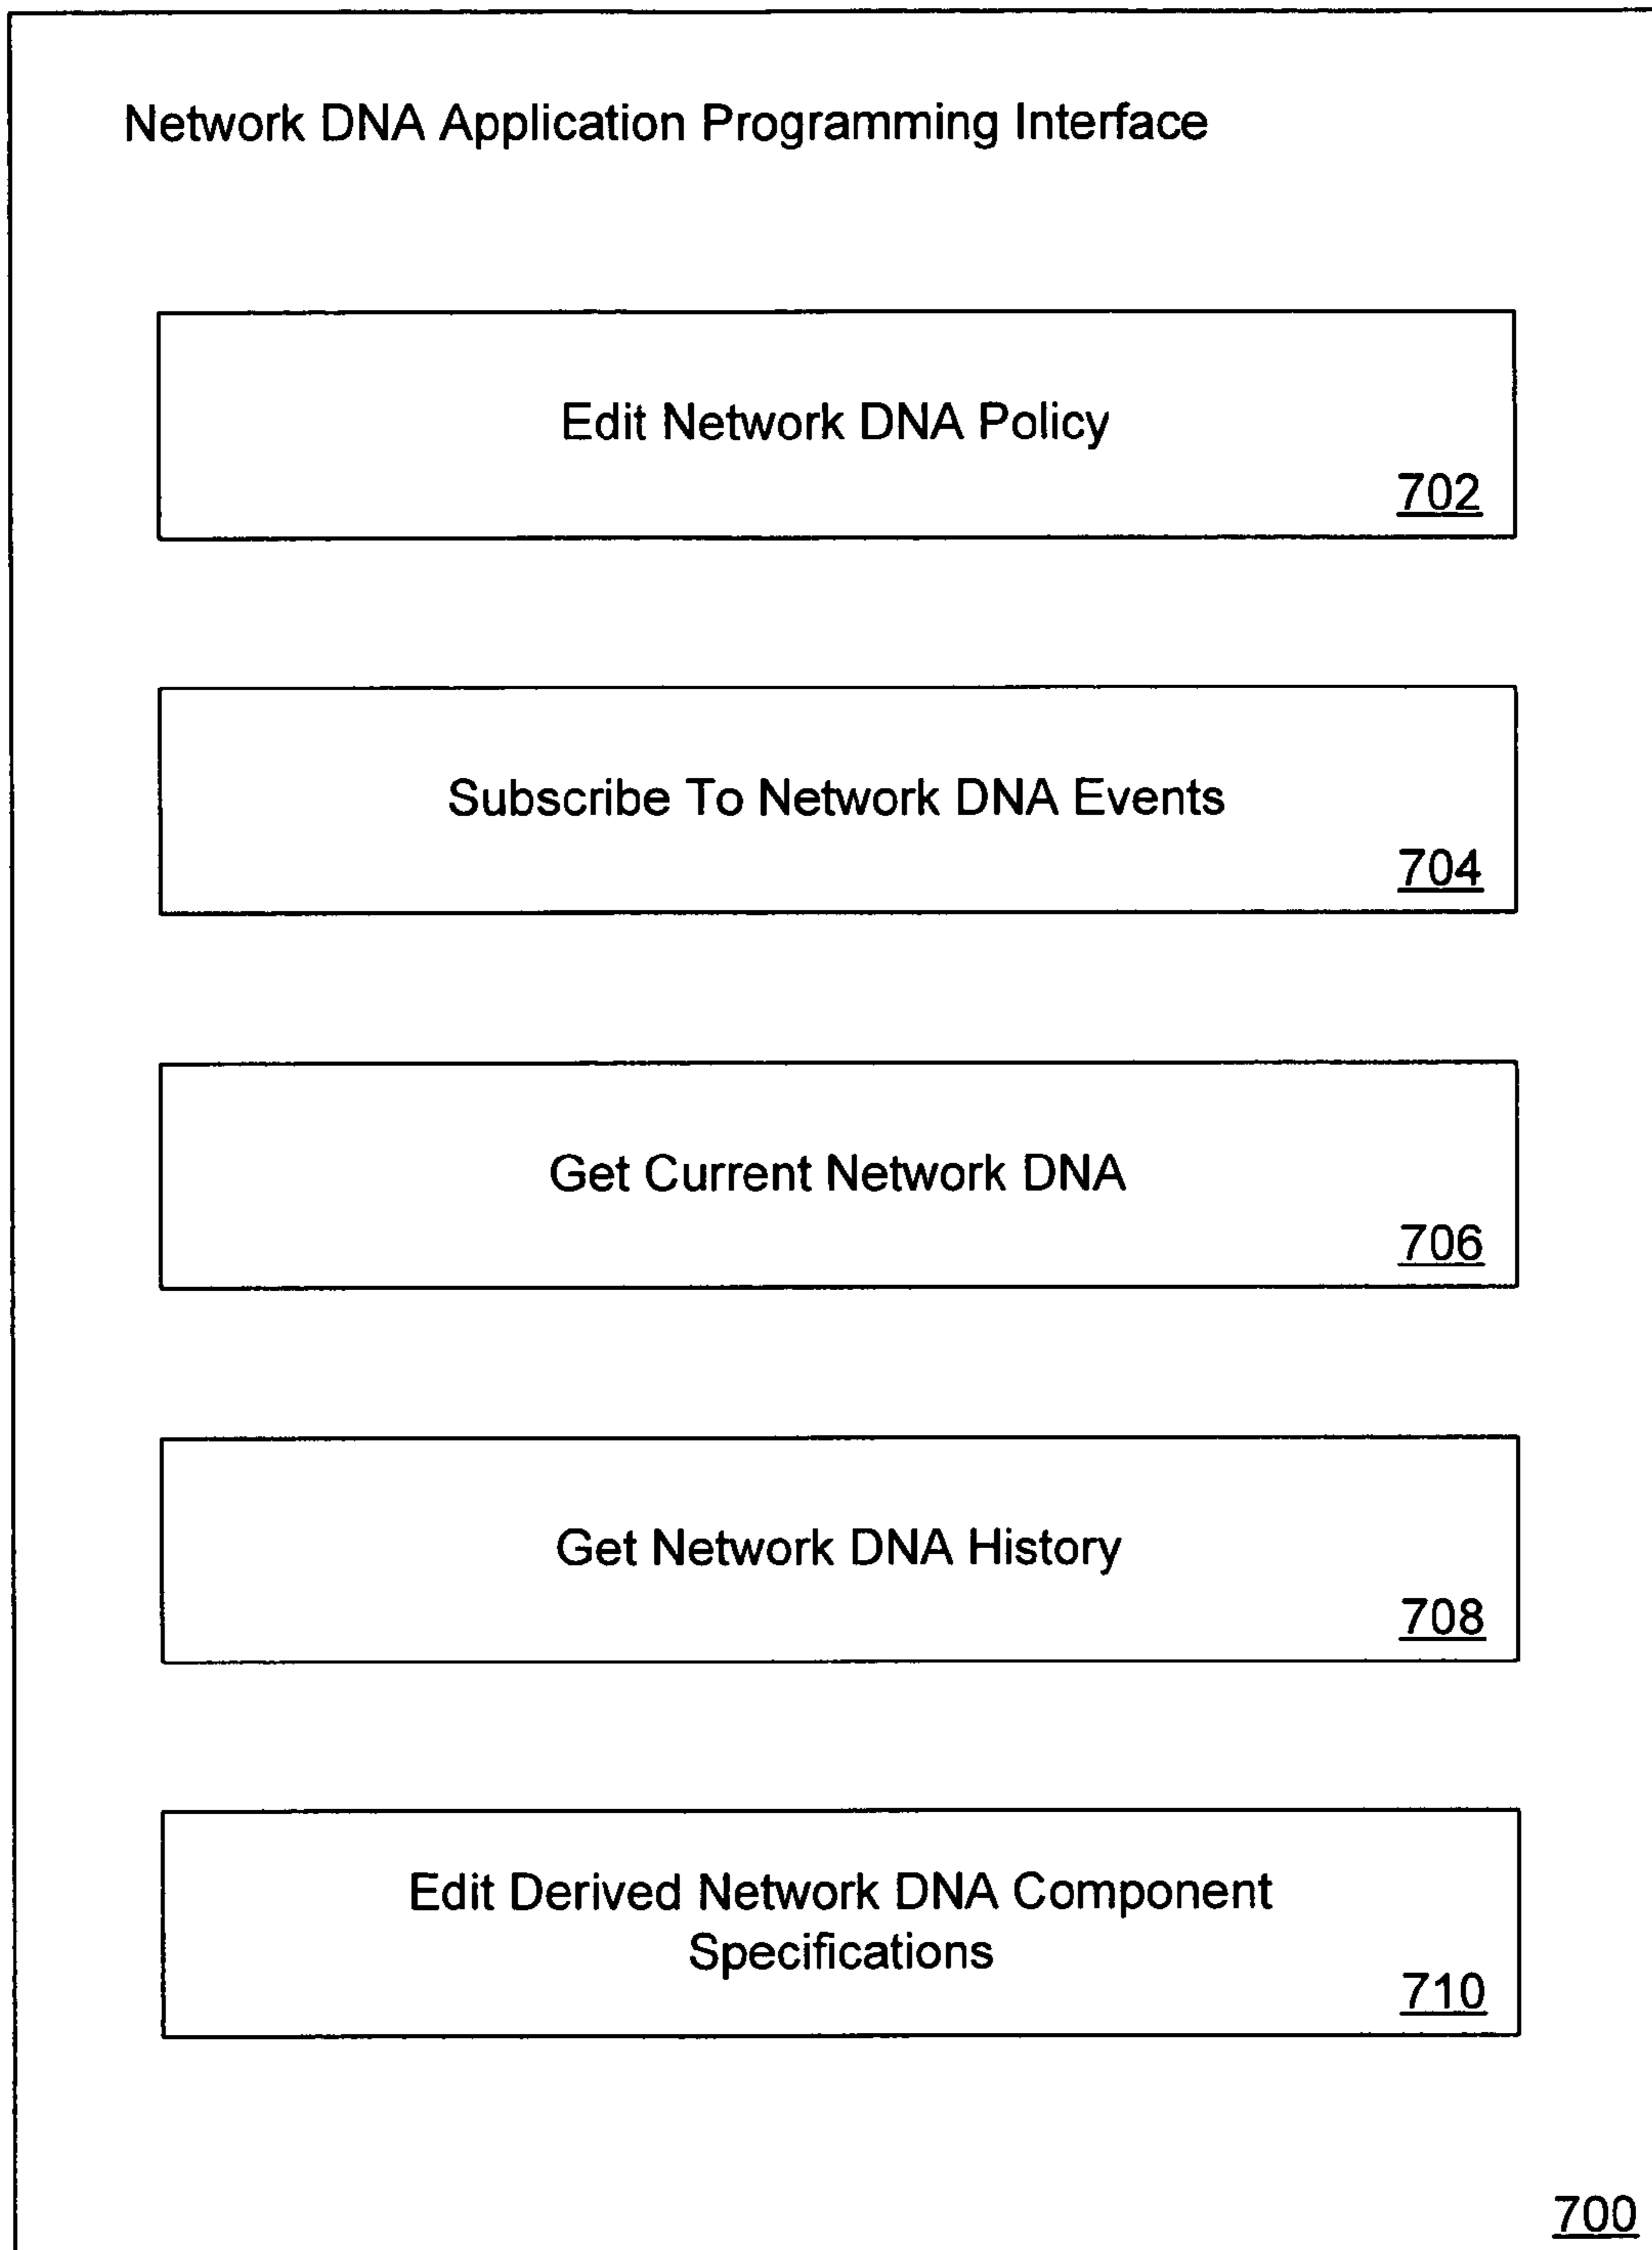 Network DNA Application Programming Interface
Edit Network DNA Policy
702
Subscribe To Network DNA Events
704
Get Current Network DNA
706
Get Network DNA History
708
Edit Derived Network DNA Component
Specifications
710
700